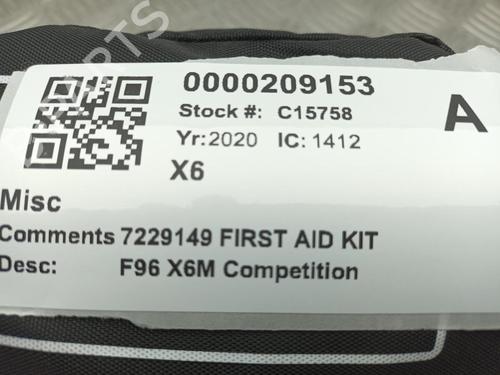 0000209153
Stock #: C15758
A
Yr:2020 IC: 1412
X6
Misc
Comments 7229149 FIRST AID KIT
Desc: F96 X6M Competition